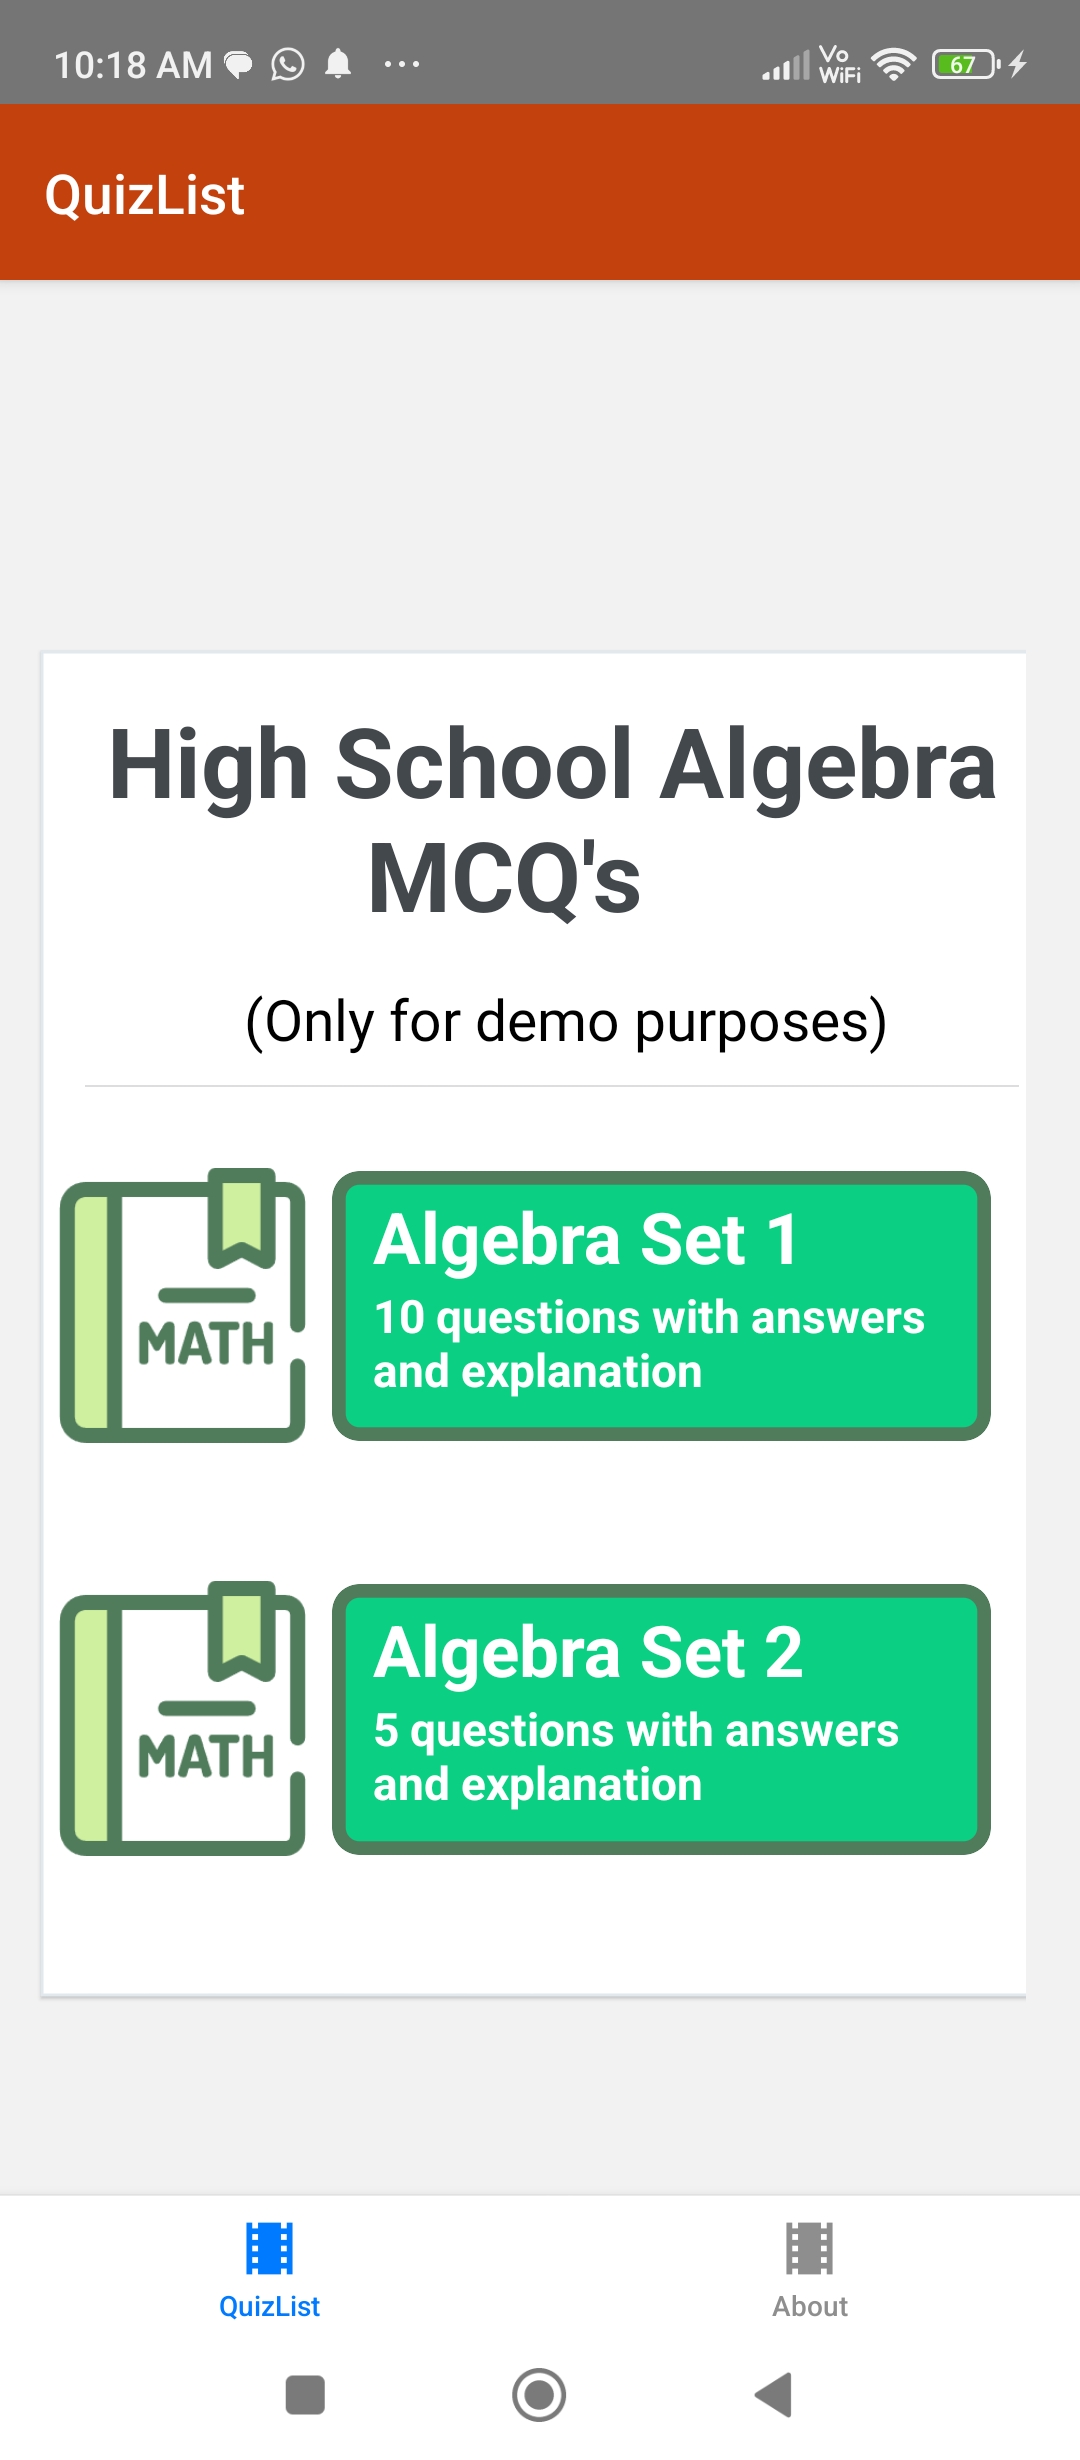 10:18 AM
Vo
WiFi
67
QuizList
High School Algebra
MCQ's
(Only for demo purposes)
MATH
Algebra Set 1
10 questions with answers
and explanation
MATH
Algebra Set 2
5 questions with answers
and explanation
QuizList
About